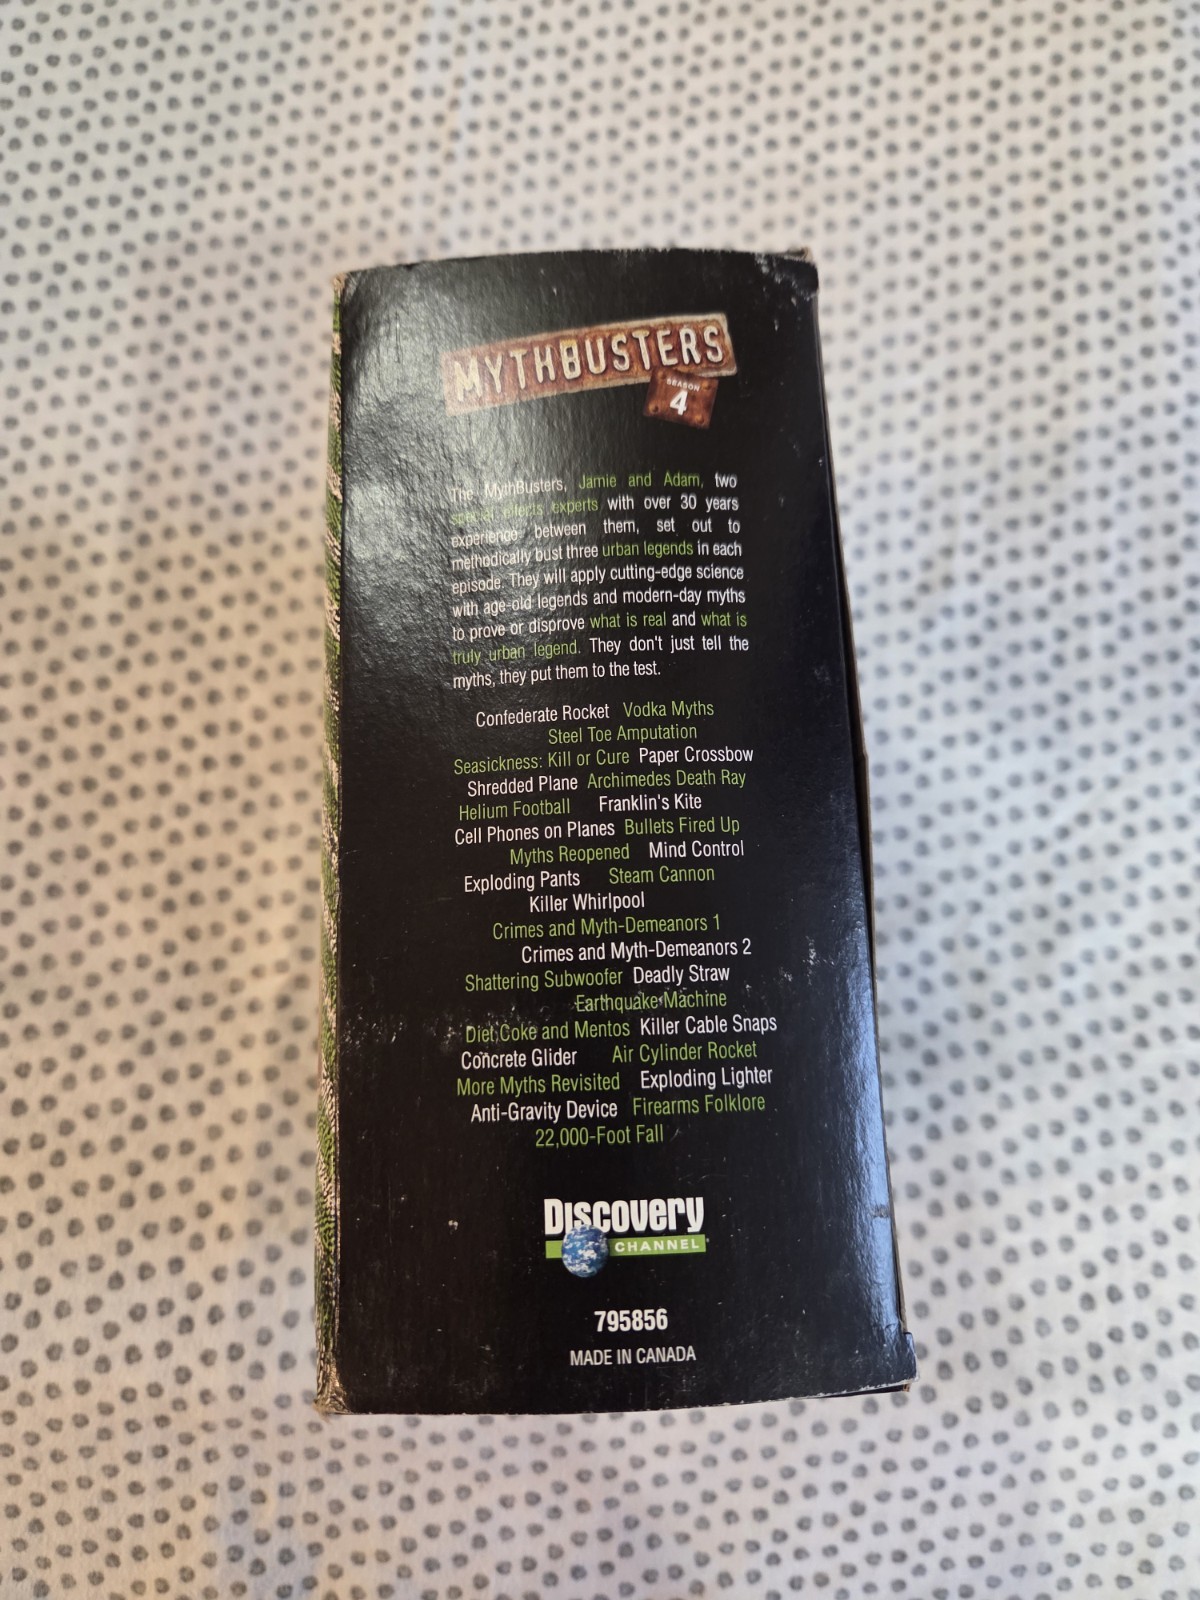 MYTHBUSTERS
SEASON
4
The MythBusters, Jamie and Adam, two
special effects experts with over 30 years
experience between them, set out to
methodically bust three urban legends in each
episode. They will apply cutting-edge science
with age-old legends and modern-day myths
to prove or disprove what is real and what is
truly urban legend. They don't just tell the
myths, they put them to the test.
Confederate Rocket Vodka Myths
Steel Toe Amputation
Seasickness: Kill or Cure Paper Crossbow
Shredded Plane Archimedes Death Ray
Helium Football Franklin's Kite
Cell Phones on Planes Bullets Fired Up
Myths Reopened Mind Control
Exploding Pants Steam Cannon
Killer Whirlpool
Crimes and Myth-Demeanors 1
Crimes and Myth-Demeanors 2
Shattering Subwoofer Deadly Straw
Earthquake Machine
Diet Coke and Mentos Killer Cable Snaps
Concrete Glider Air Cylinder Rocket
More Myths Revisited Exploding Lighter
Anti-Gravity Device Firearms Folklore
22,000-Foot Fall
Discovery
CHANNEL
795856
MADE IN CANADA